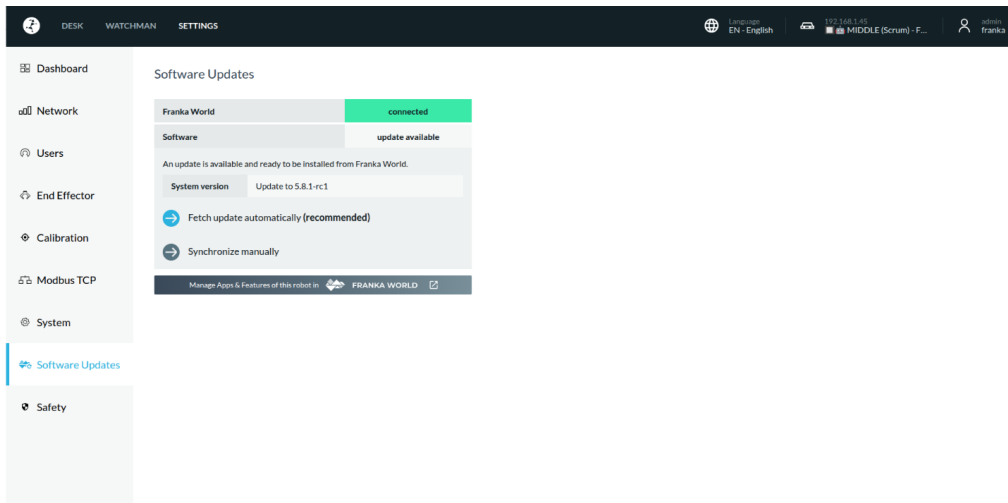 DESK WATCHMAN SETTINGS
Language
EN - English
192.168.1.45
MIDDLE (Scrum) - F...
admin
franka
Dashboard
Network
Users
End Effector
Calibration
Modbus TCP
System
Software Updates
Safety
Software Updates
Franka World connected
Software update available
An update is available and ready to be installed from Franka World.
System version Update to 5.8.1-rc1
Fetch update automatically (recommended)
Synchronize manually
Manage Apps & Features of this robot in FRANKA WORLD